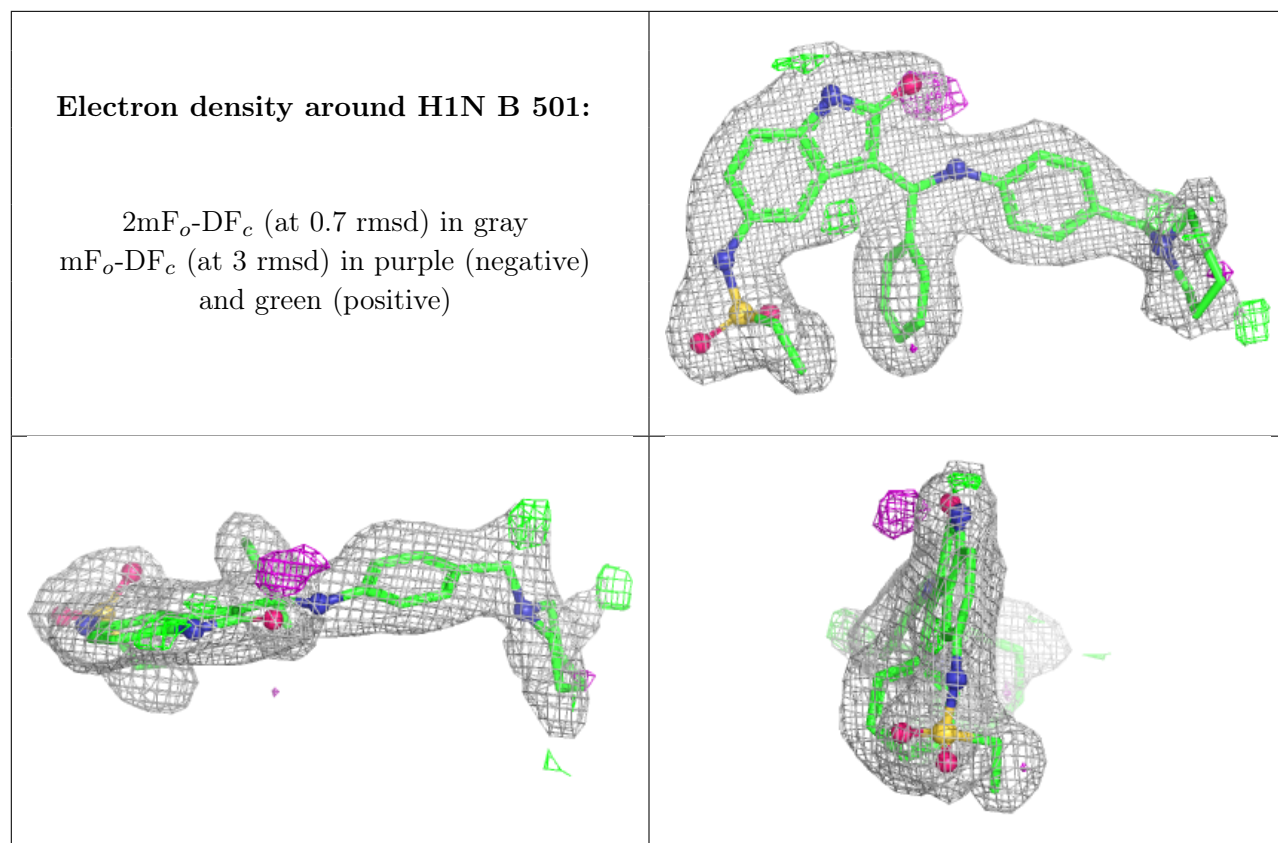 Electron density around H1N B 501:
2mFo-DFc (at 0.7 rmsd) in gray
mFo-DFc (at 3 rmsd) in purple (negative)
and green (positive)